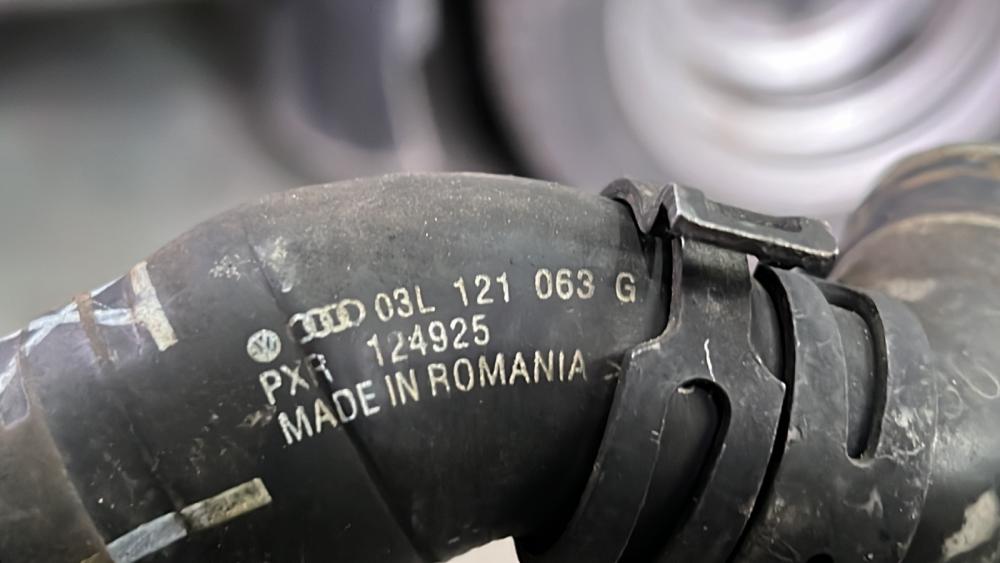 03L 121 063 G
PXR 124925
MADE IN ROMANIA >